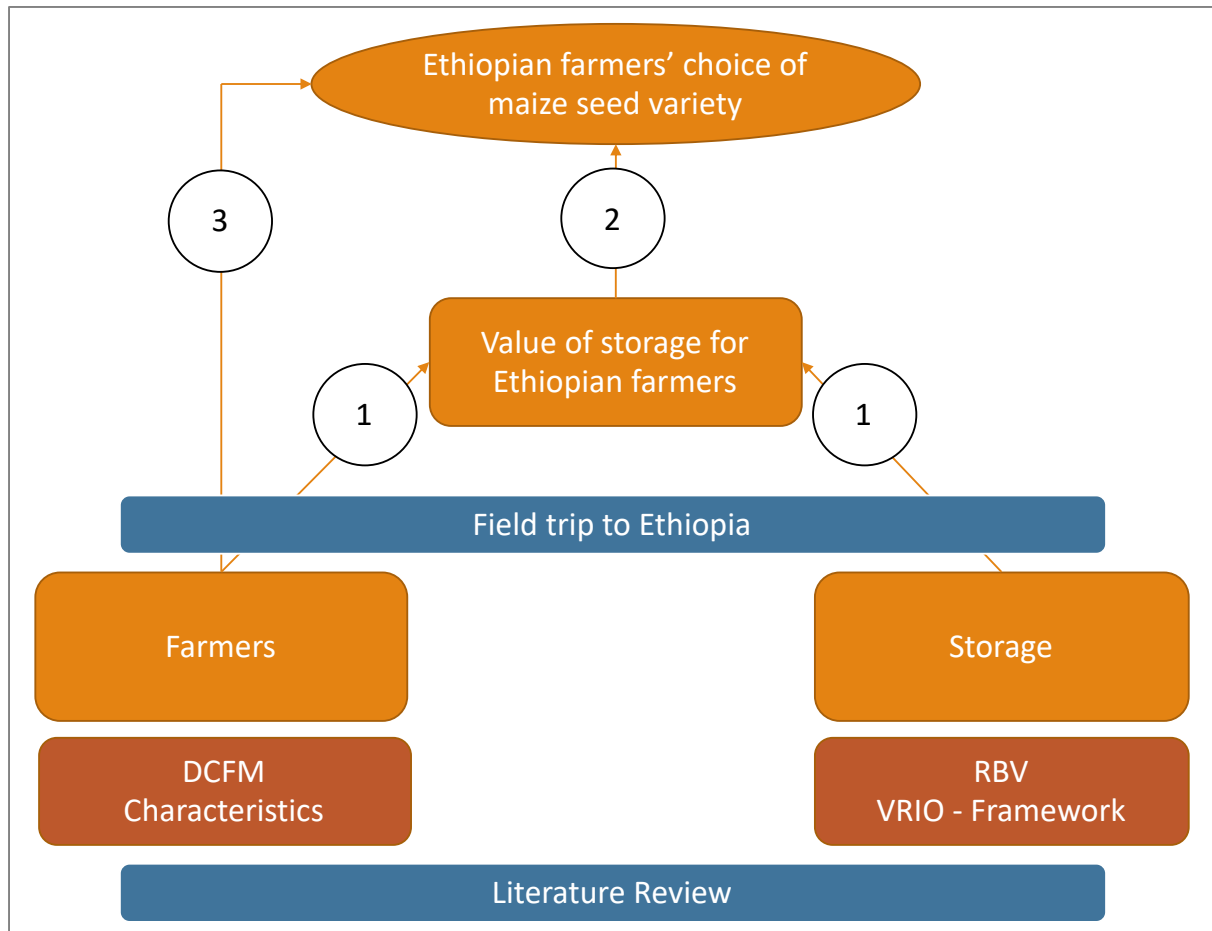 Ethiopian farmers’ choice of
maize seed variety
3
2
Value of storage for
Ethiopian farmers
1
1
Field trip to Ethiopia
Farmers
Storage
DCFM
Characteristics
RBV
VRIO - Framework
Literature Review